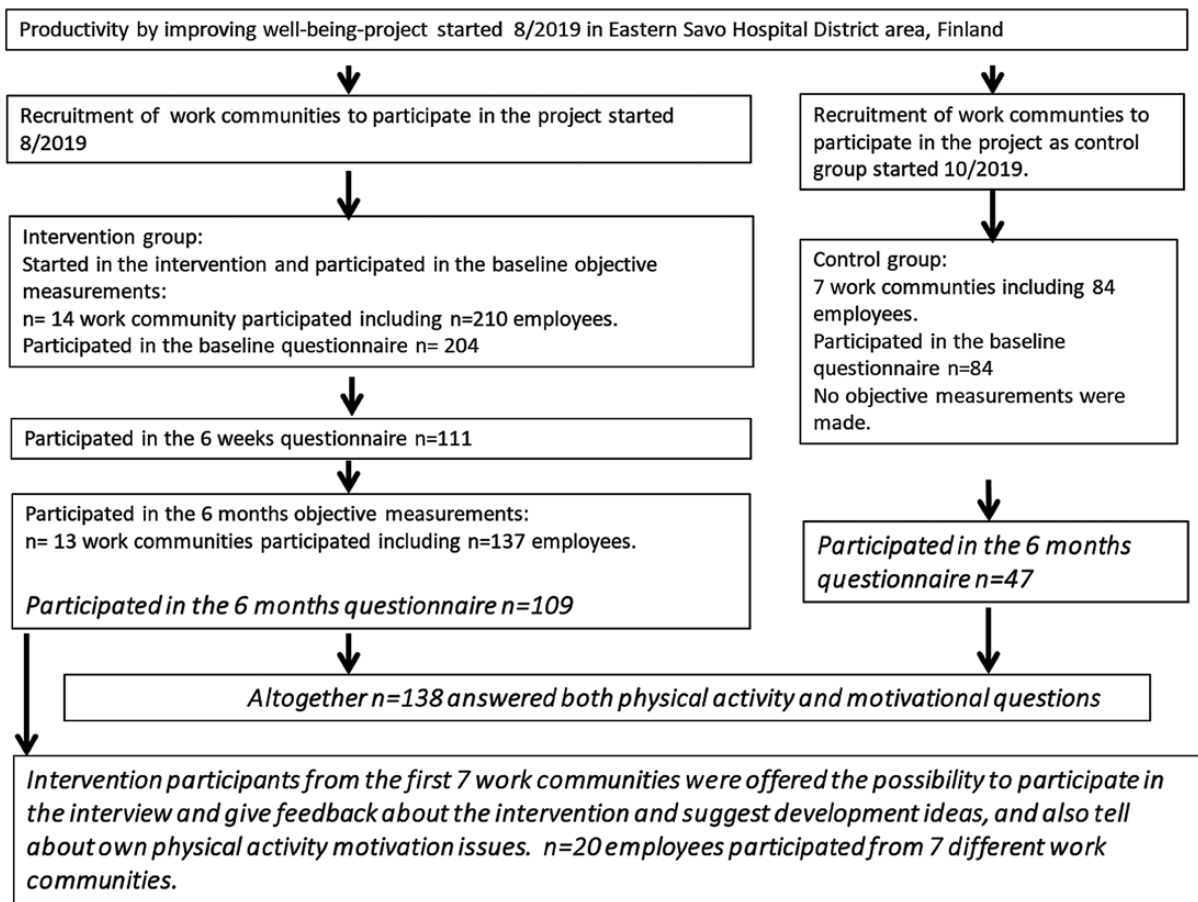 Productivity by improving well-being-project started 8/2019 in Eastern Savo Hospital District area, Finland
Recruitment of work communities to participate in the project started
8/2019
Recruitment of work communties to
participate in the project as control
group started 10/2019.
Intervention group:
Started in the intervention and participated in the baseline objective
measurements:
n= 14 work community participated including n=210 employees.
Participated in the baseline questionnaire n= 204
Control group:
7 work communties including 84
employees.
Participated in the baseline
questionnaire n=84
No objective measurements were
made.
Participated in the 6 weeks questionnaire n=111
Participated in the 6 months objective measurements:
n= 13 work communities participated including n=137 employees.
Participated in the 6 months questionnaire n=109
Participated in the 6 months
questionnaire n=47
Altogether n=138 answered both physical activity and motivational questions
Intervention participants from the first 7 work communities were offered the possibility to participate in
the interview and give feedback about the intervention and suggest development ideas, and also tell
about own physical activity motivation issues. n=20 employees participated from 7 different work
communities.